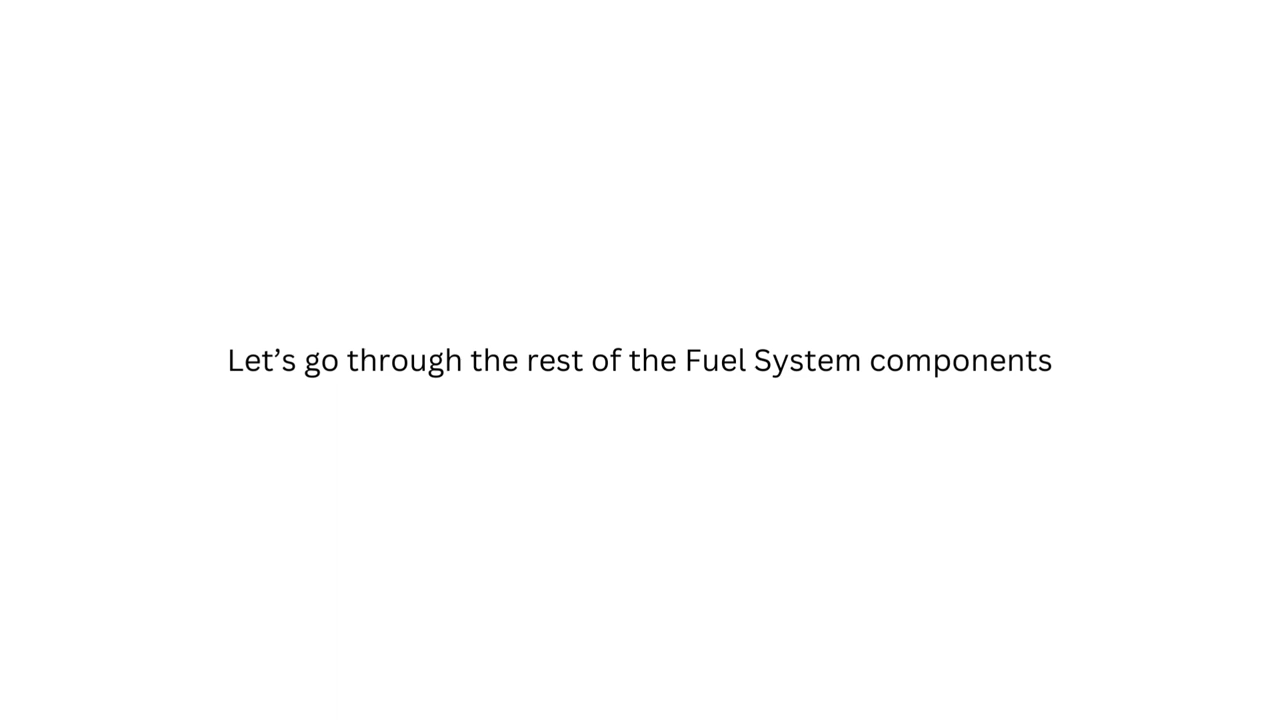 Let’s go through the rest of the Fuel System components